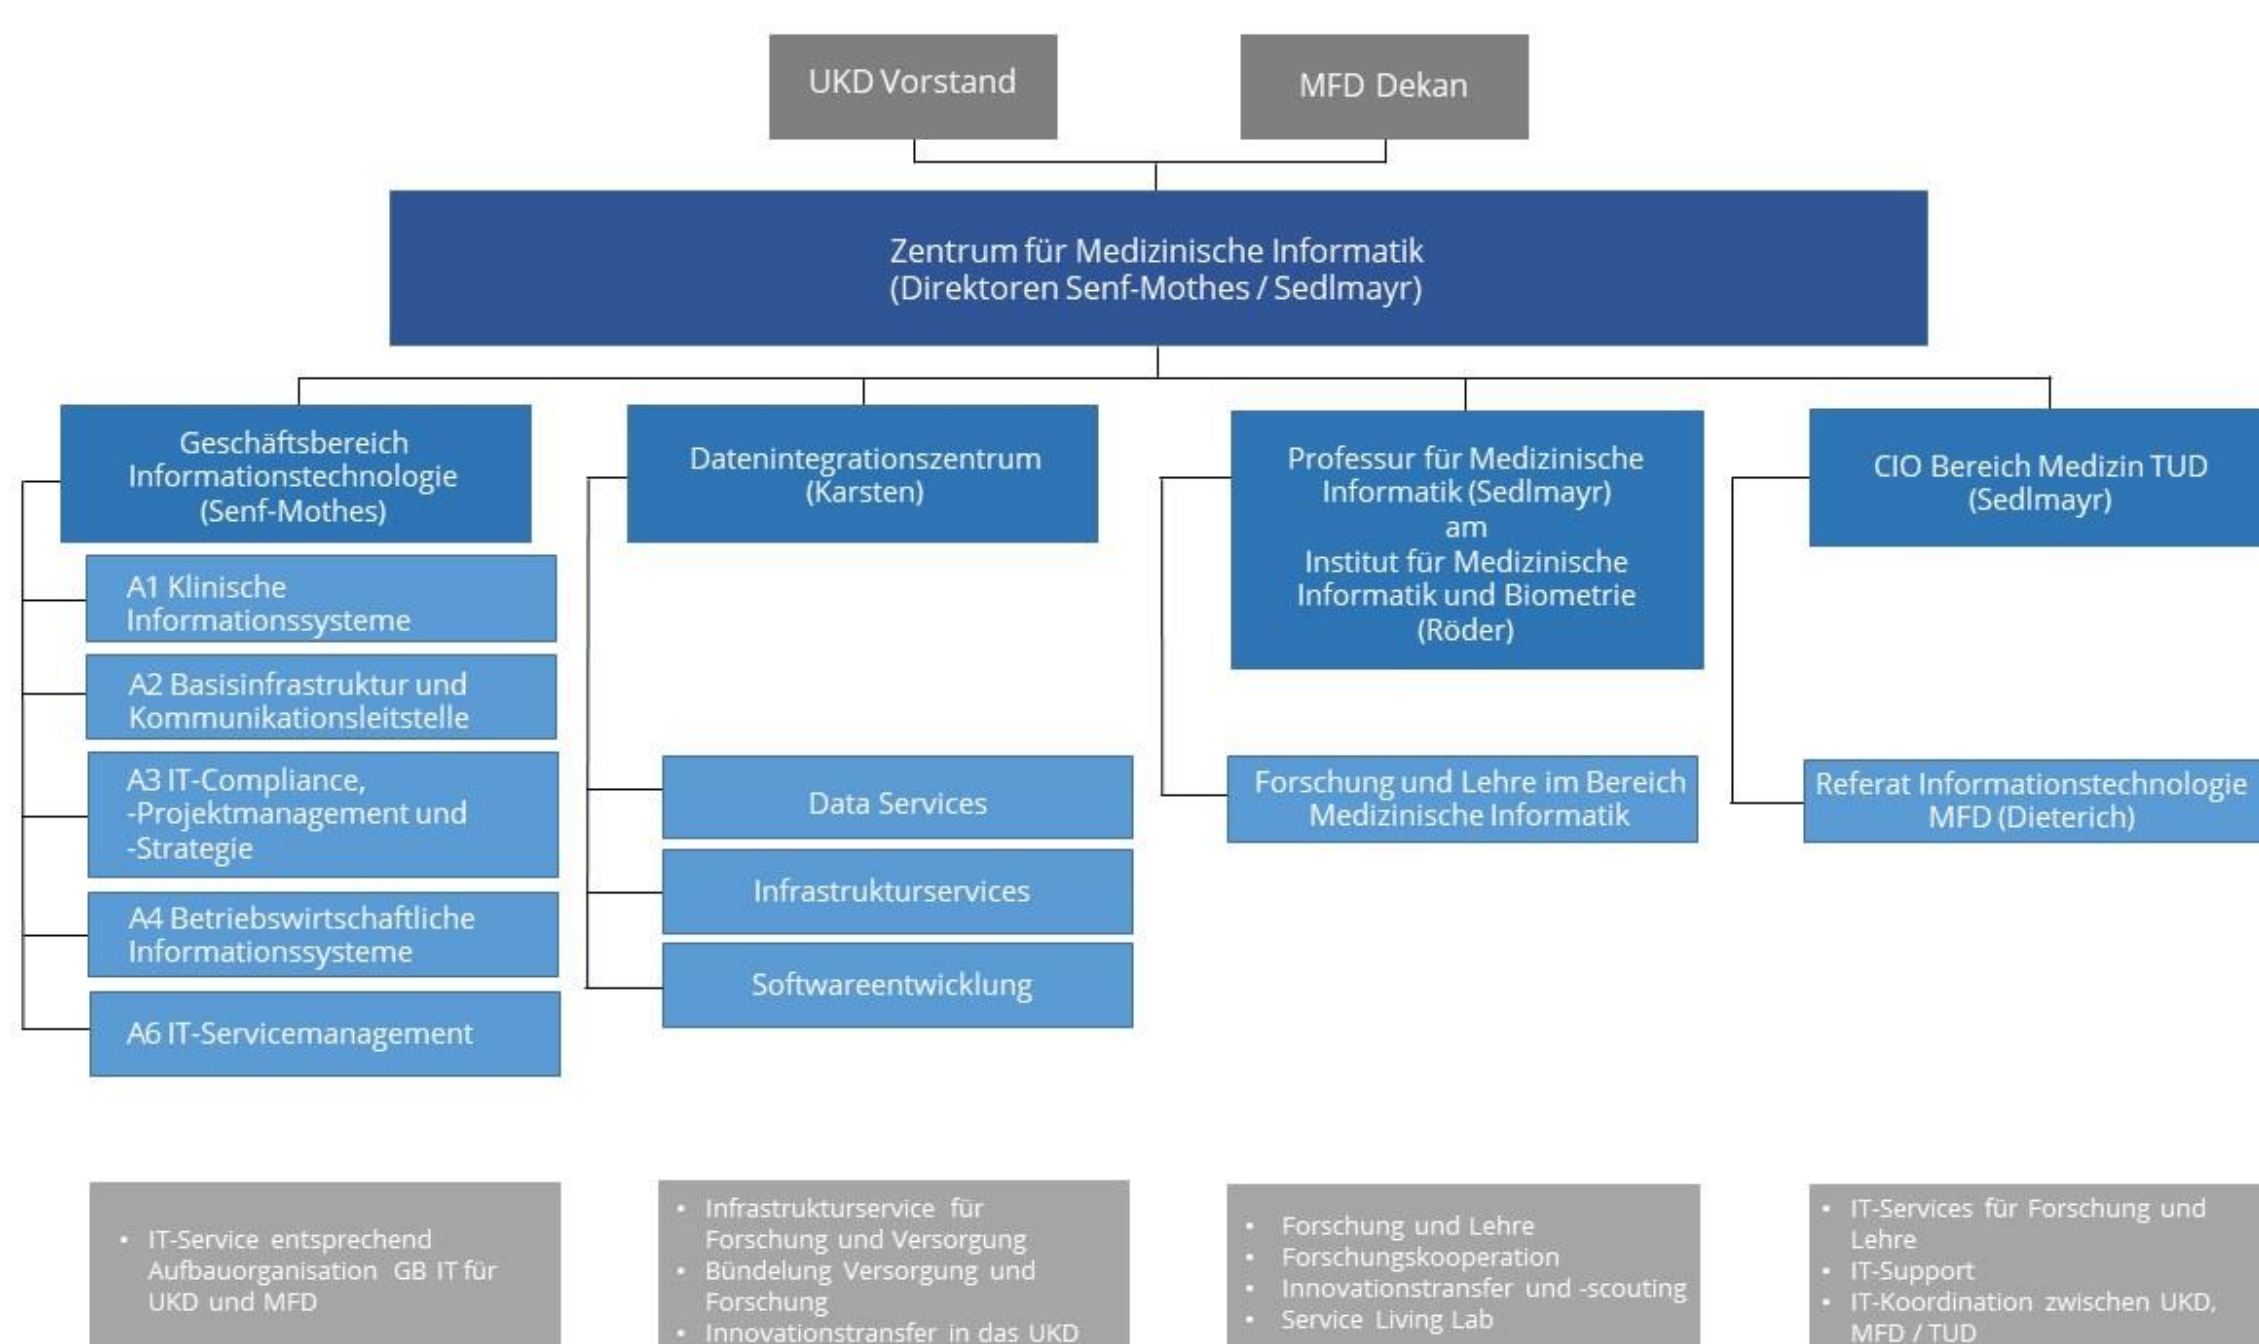 UKD Vorstand
MFD Dekan
Zentrum für Medizinische Informatik
(Direktoren Senf-Mothes / Sedlmayr)
Geschäftsbereich
Informationstechnologie
(Senf-Mothes)
A1 Klinische
Informationssysteme
A2 Basisinfrastruktur und
Kommunikationsleitstelle
A3 IT-Compliance,
-Projektmanagement und
-Strategie
A4 Betriebswirtschaftliche
Informationssysteme
A6 IT-Servicemanagement
Datenintegrationszentrum
(Karsten)
Data Services
Infrastrukturservices
Softwareentwicklung
Professur für Medizinische
Informatik (Sedlmayr)
am
Institut für Medizinische
Informatik und Biometrie
(Röder)
Forschung und Lehre im Bereich
Medizinische Informatik
CIO Bereich Medizin TUD
(Sedlmayr)
Referat Informationstechnologie
MFD (Dieterich)
• IT-Service entsprechend
Aufbauorganisation GB IT für
UKD und MFD
• Infrastrukturservice für
Forschung und Versorgung
• Bündelung Versorgung und
Forschung
• Innovationstransfer in das UKD
• Forschung und Lehre
• Forschungskooperation
• Innovationstransfer und -scouting
• Service Living Lab
• IT-Services für Forschung und
Lehre
• IT-Support
• IT-Koordination zwischen UKD,
MFD / TUD